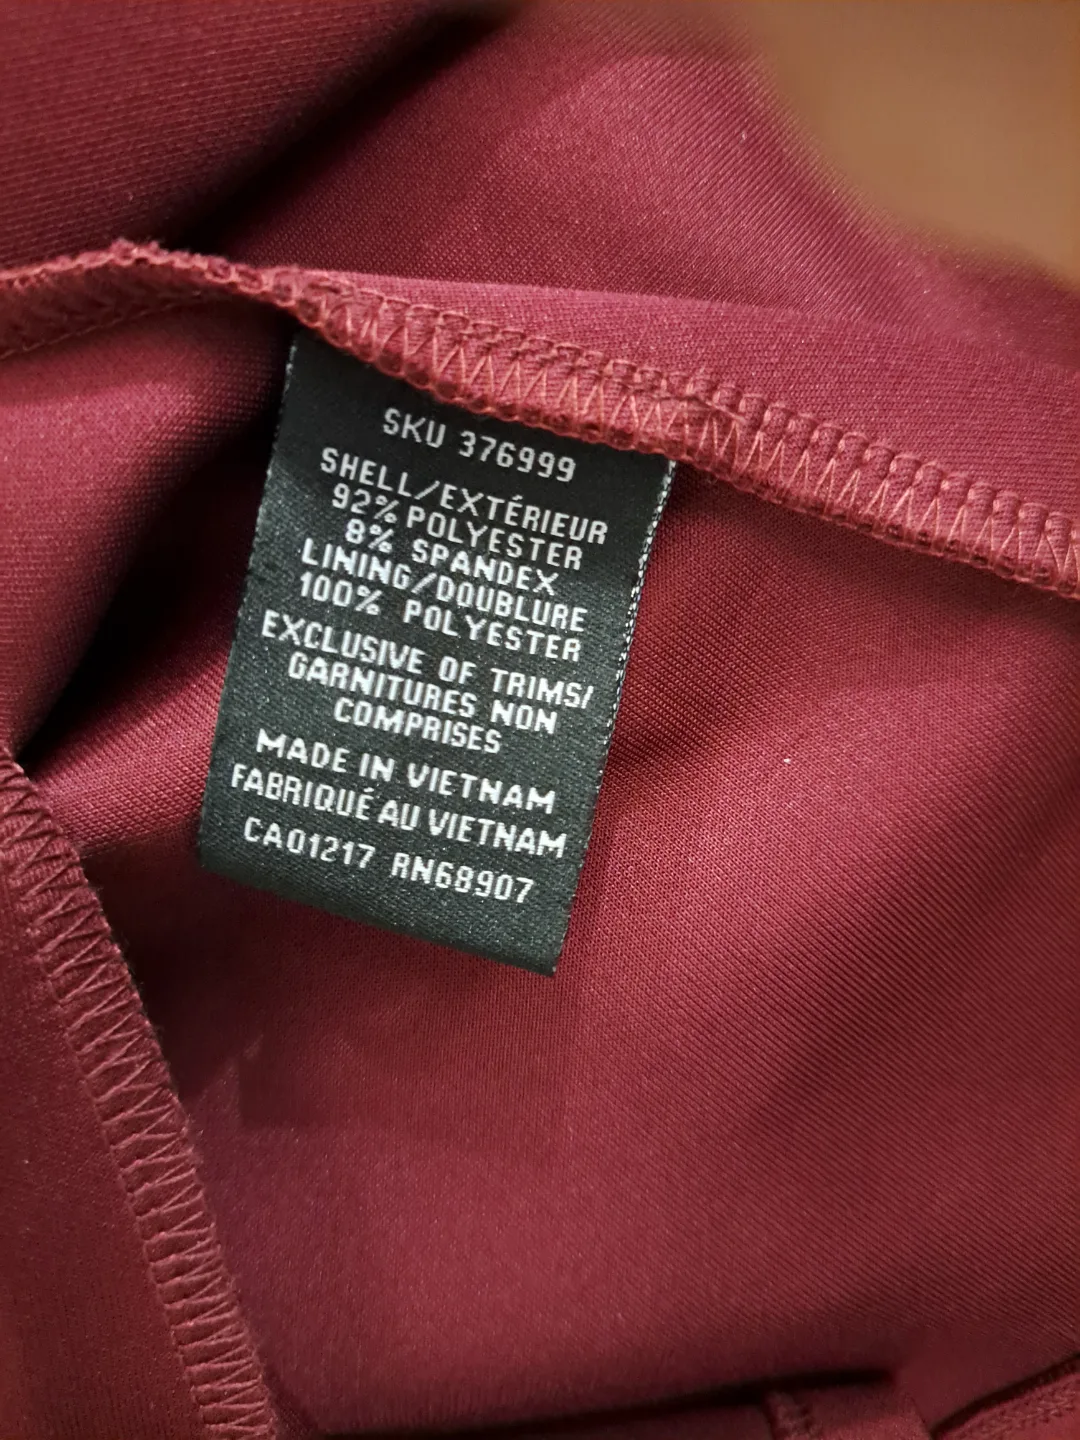 SKU 376999
SHELL/EXTÉRIEUR
92% POLYESTER
8% SPANDEX
LINING/DOUBLURE
100% POLYESTER
EXCLUSIVE OF TRIMS/
GARNITURES NON
COMPRISES
MADE IN VIETNAM
FABRIQUÉ AU VIETNAM
CA01217 RN68907